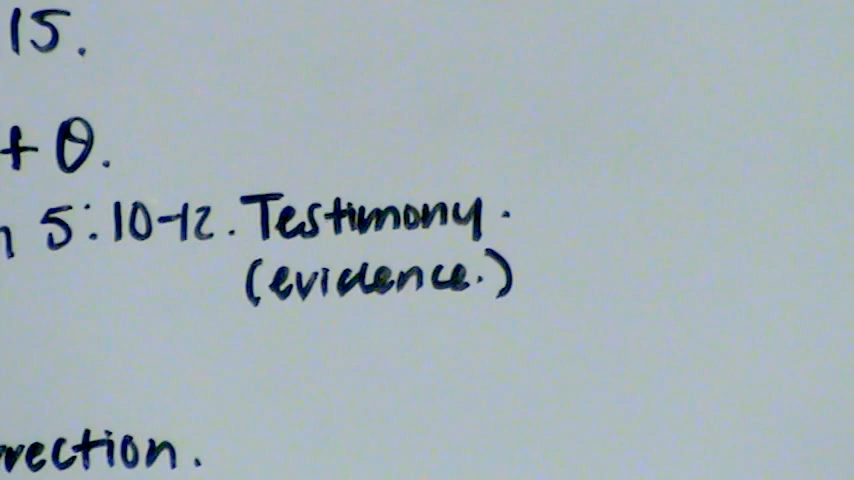 15.
+ θ.
5:10-12. Testimony.
(evidence.)
rection.